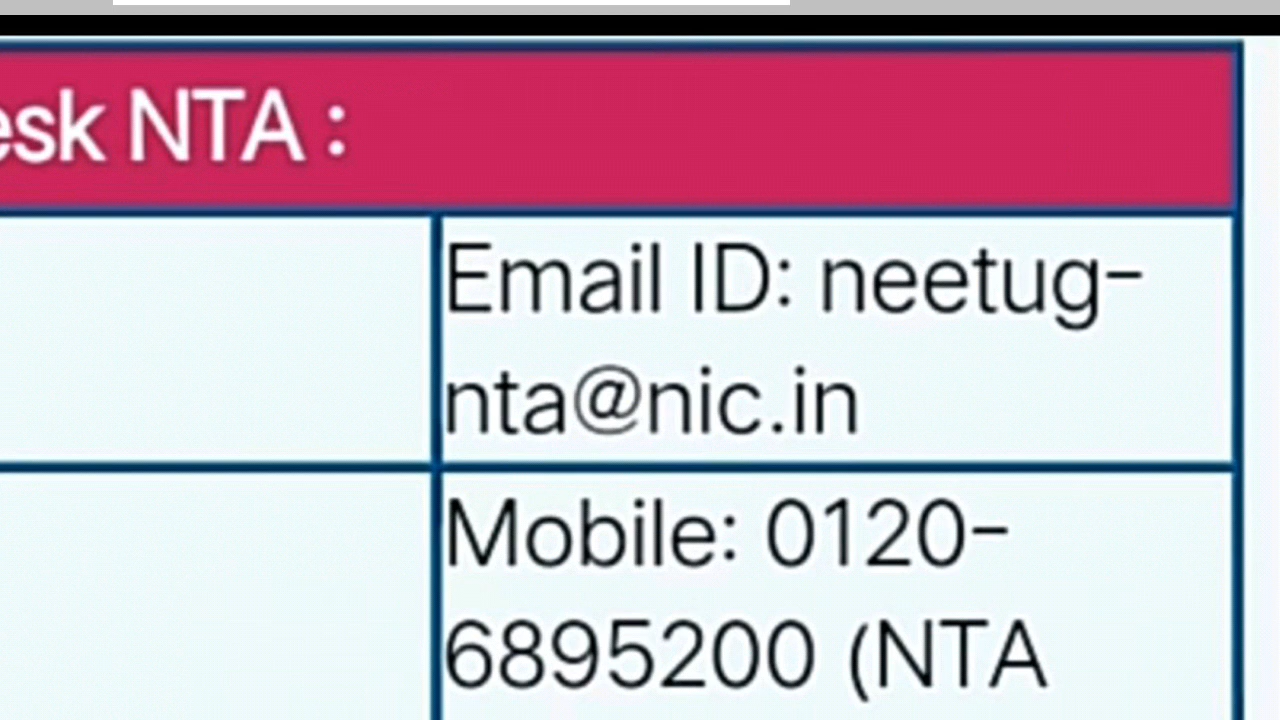 esk NTA :
Email ID: neetug-
nta@nic.in
Mobile: 0120-
6895200 (NTA